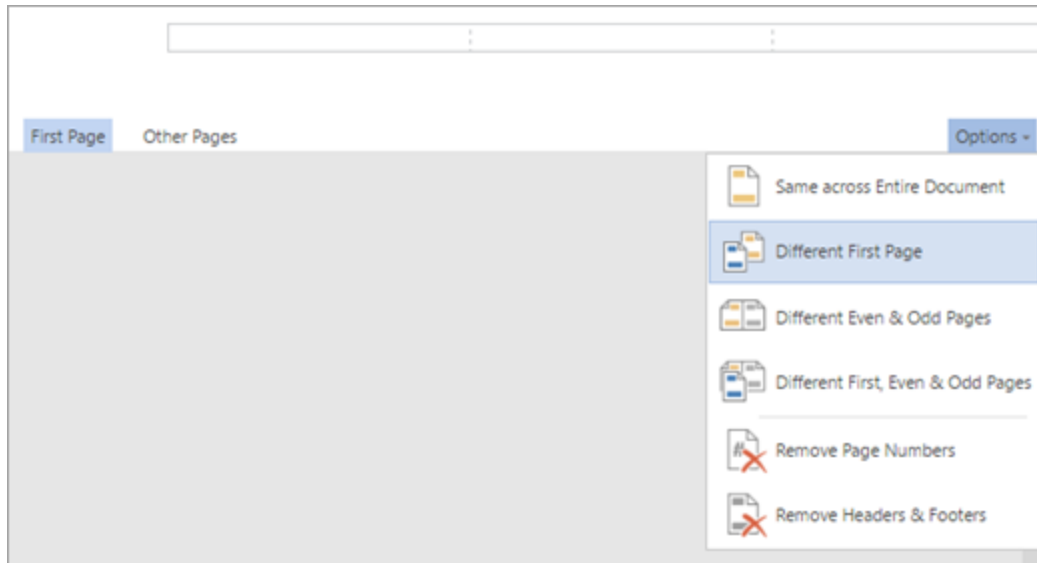 First Page
Other Pages
Options
Same across Entire Document
Different First Page
Different Even & Odd Pages
Different First, Even & Odd Pages
Remove Page Numbers
Remove Headers & Footers